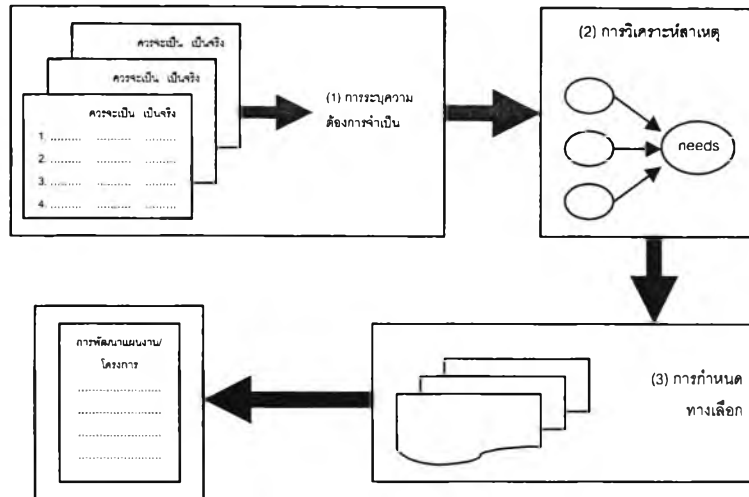 ควรจะเป็น เป็นจริง
ควรจะเป็น เป็นจริง
ควรจะเป็น เป็นจริง
1. ......... .......... .........
2. ......... .......... .........
3. ......... .......... .........
4. ......... .......... .........
(1) การระบุความ
ต้องการจำเป็น
(2) การวิเคราะห์สาเหตุ
needs
(3) การกำหนด
ทางเลือก
การพัฒนาแผนงาน/
โครงการ
......................
......................
......................
......................